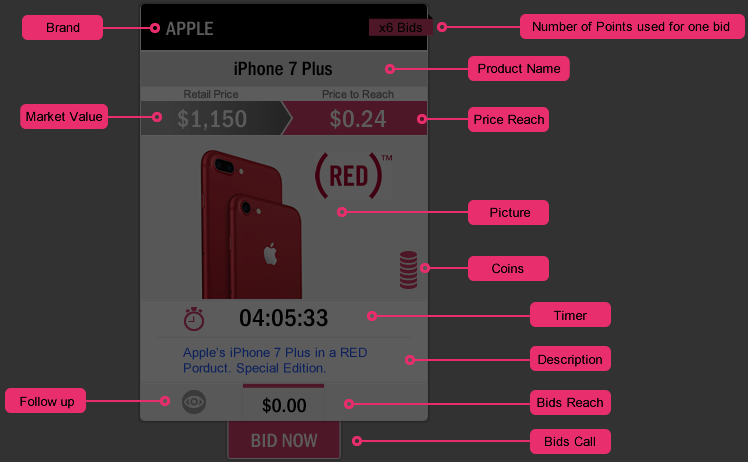 Brand
APPLE
x6 Bids
Number of Points used for one bid
iPhone 7 Plus
Product Name
Retail Price
Price to Reach
Market Value
$1,150
$0.24
Price Reach
(RED)™
Picture
Coins
04:05:33
Timer
Apple's iPhone 7 Plus in a RED
Porduct. Special Edition.
Description
Follow up
$0.00
Bids Reach
BID NOW
Bids Call